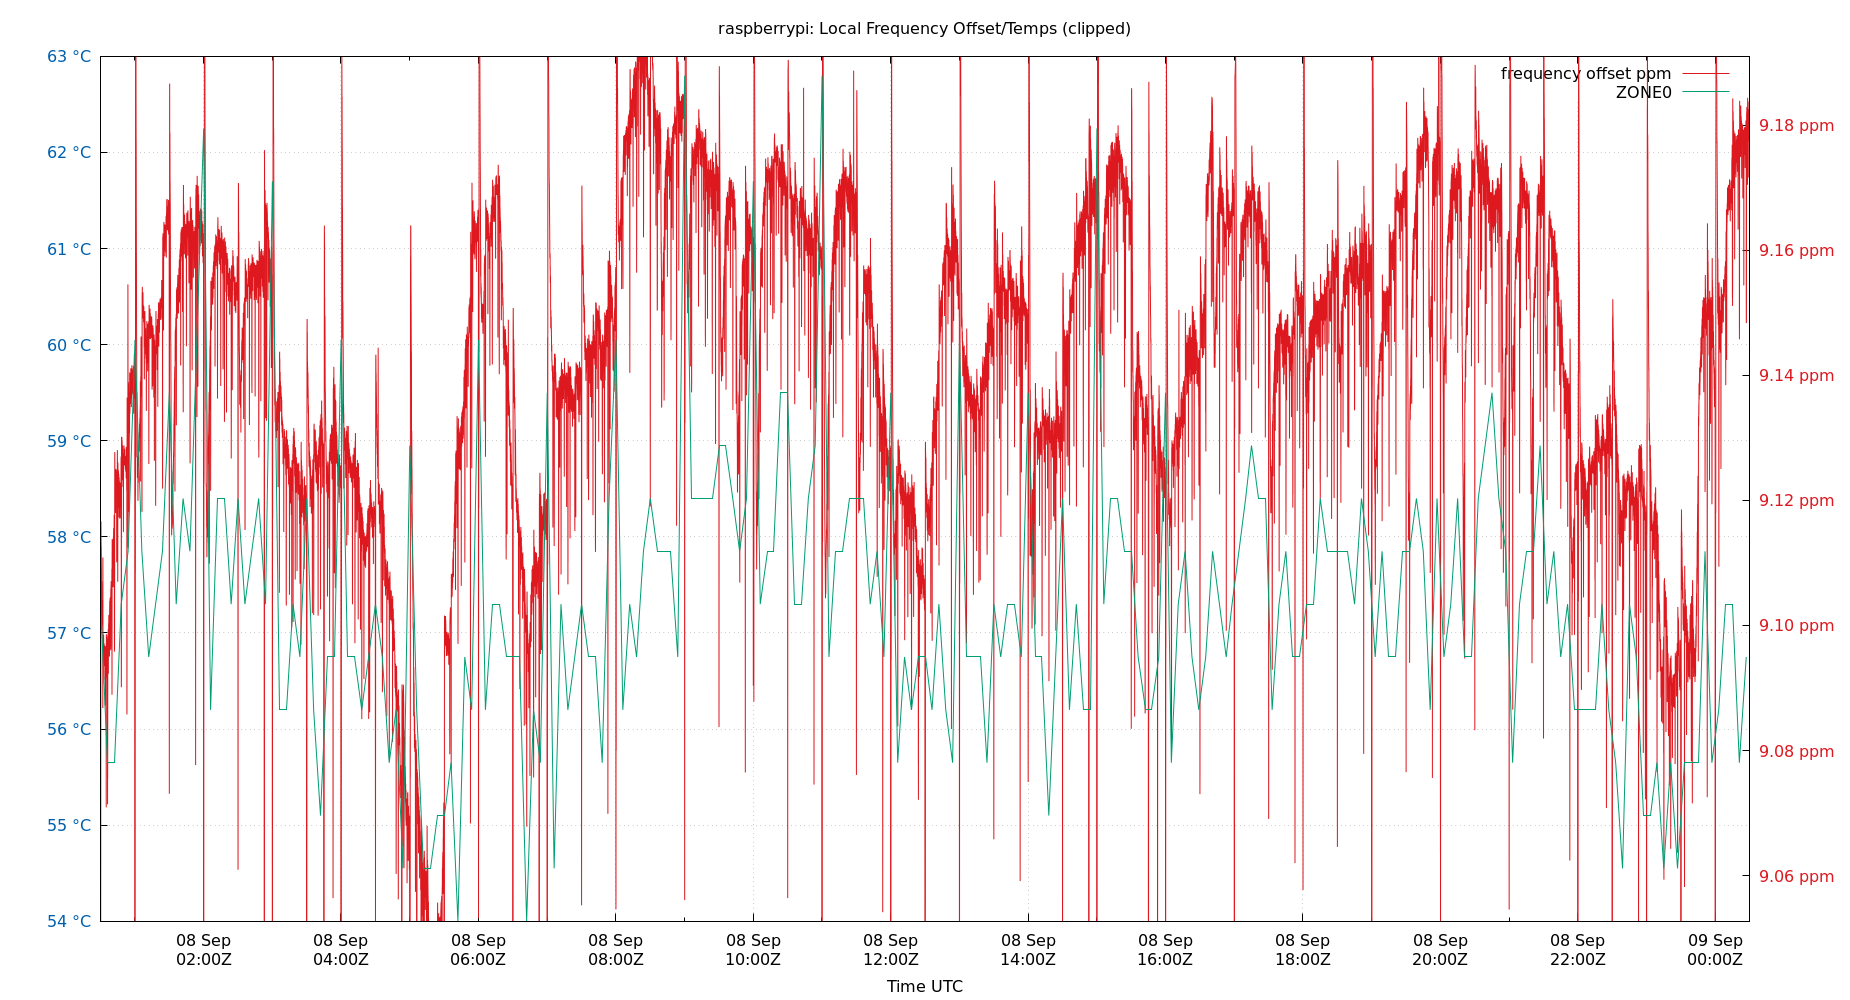 raspberrypi: Local Frequency Offset/Temps (clipped)
63 °C
62 °C
61 °C
60 °C
59 °C
58 °C
57 °C
56 °C
55 °C
54 °C
frequency offset ppm
ZONE0
9.18 ppm
9.16 ppm
9.14 ppm
9.12 ppm
9.10 ppm
9.08 ppm
9.06 ppm
08 Sep 08 Sep 08 Sep 08 Sep 08 Sep 08 Sep 08 Sep 08 Sep 08 Sep 08 Sep 08 Sep 09 Sep
02:00Z 04:00Z 06:00Z 08:00Z 10:00Z 12:00Z 14:00Z 16:00Z 18:00Z 20:00Z 22:00Z 00:00Z
Time UTC